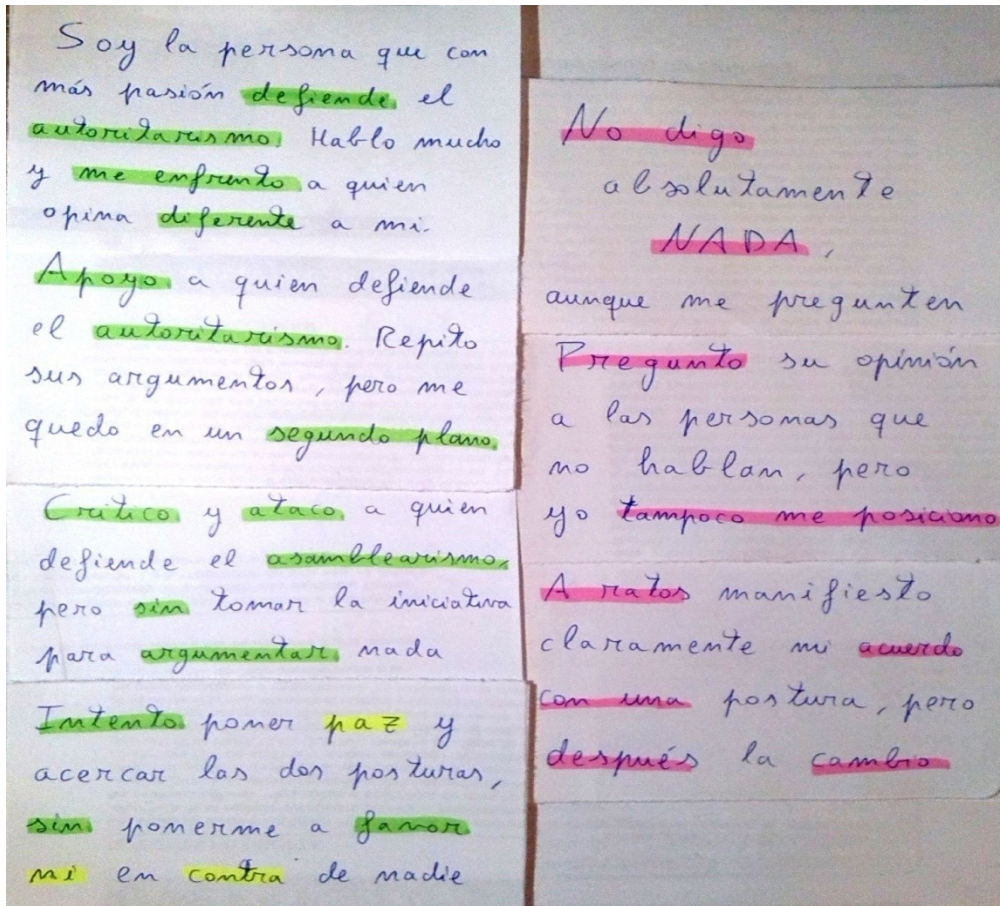 Soy la persona que con
más pasión defiende el
autoritarismo. Hablo mucho
y me enfrento a quien
opina diferente a mi.
Apoyo a quien defiende
el autoritarismo. Repito
sus argumentos, pero me
quedo en un segundo plano.
Critico y ataco a quien
defiende el asamblearismo,
pero sin tomar la iniciativa
para argumentar nada
Intento poner paz y
acercar las dos posturas,
sin ponerme a favor
ni en contra de nadie
No digo
absolutamente
NADA,
aunque me pregunten
Pregunto su opinión
a las personas que
no hablan, pero
yo tampoco me posiciono
A ratos manifiesto
claramente mi acuerdo
con una postura, pero
después la cambio